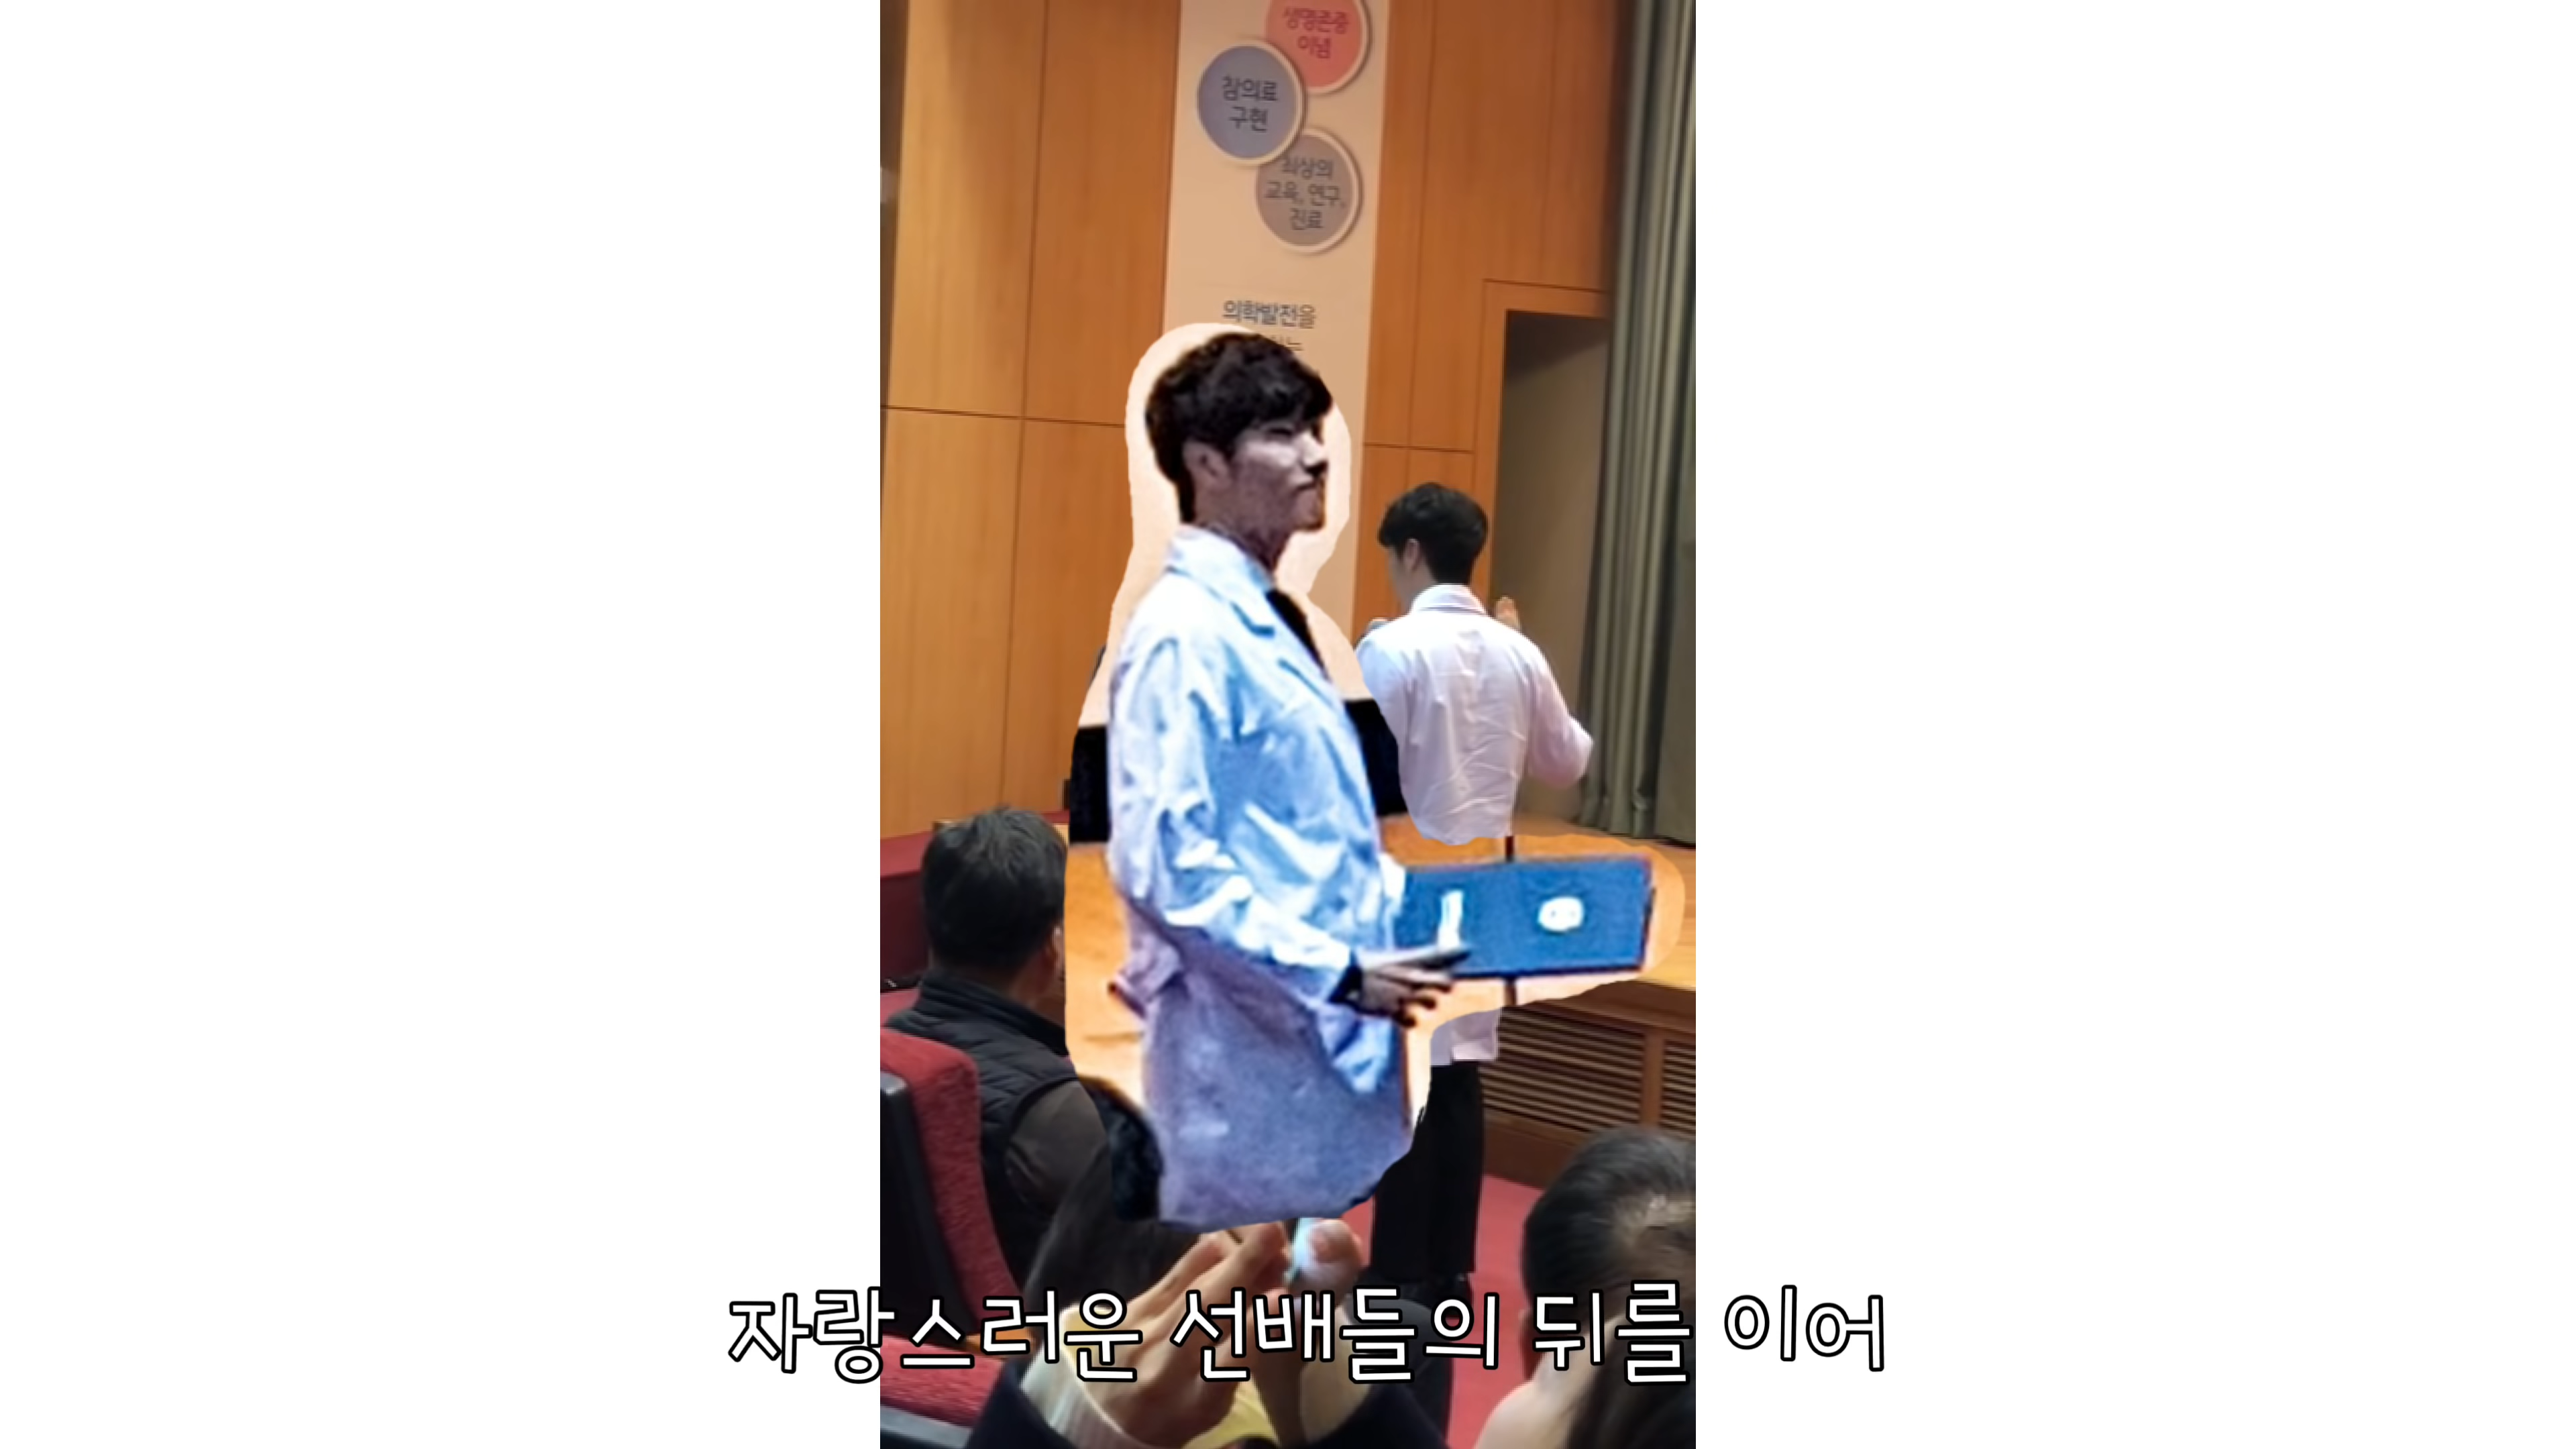 생명존중
이념
참의료
구현
최상의
교육, 연구,
진료
의학발전을
자랑스러운 선배들의 뒤를 이어